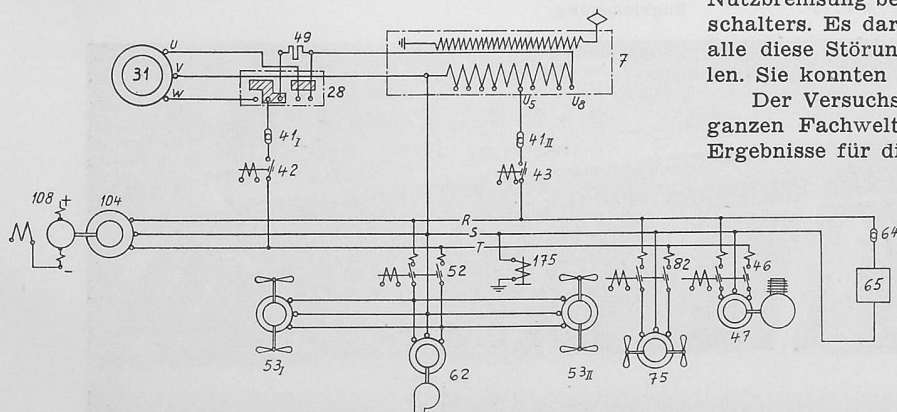 Nutzbremsung be
schalters. Es dar
alle diese Störun
len. Sie konnten
Der Versuchs
ganzen Fachwelt
Ergebnisse für di
49
U
31
V
W
28
7
U5
U8
41I
41II
42
43
108
+
104
-
R
S
T
64
52
175
82
46
65
53I
62
53II
75
47